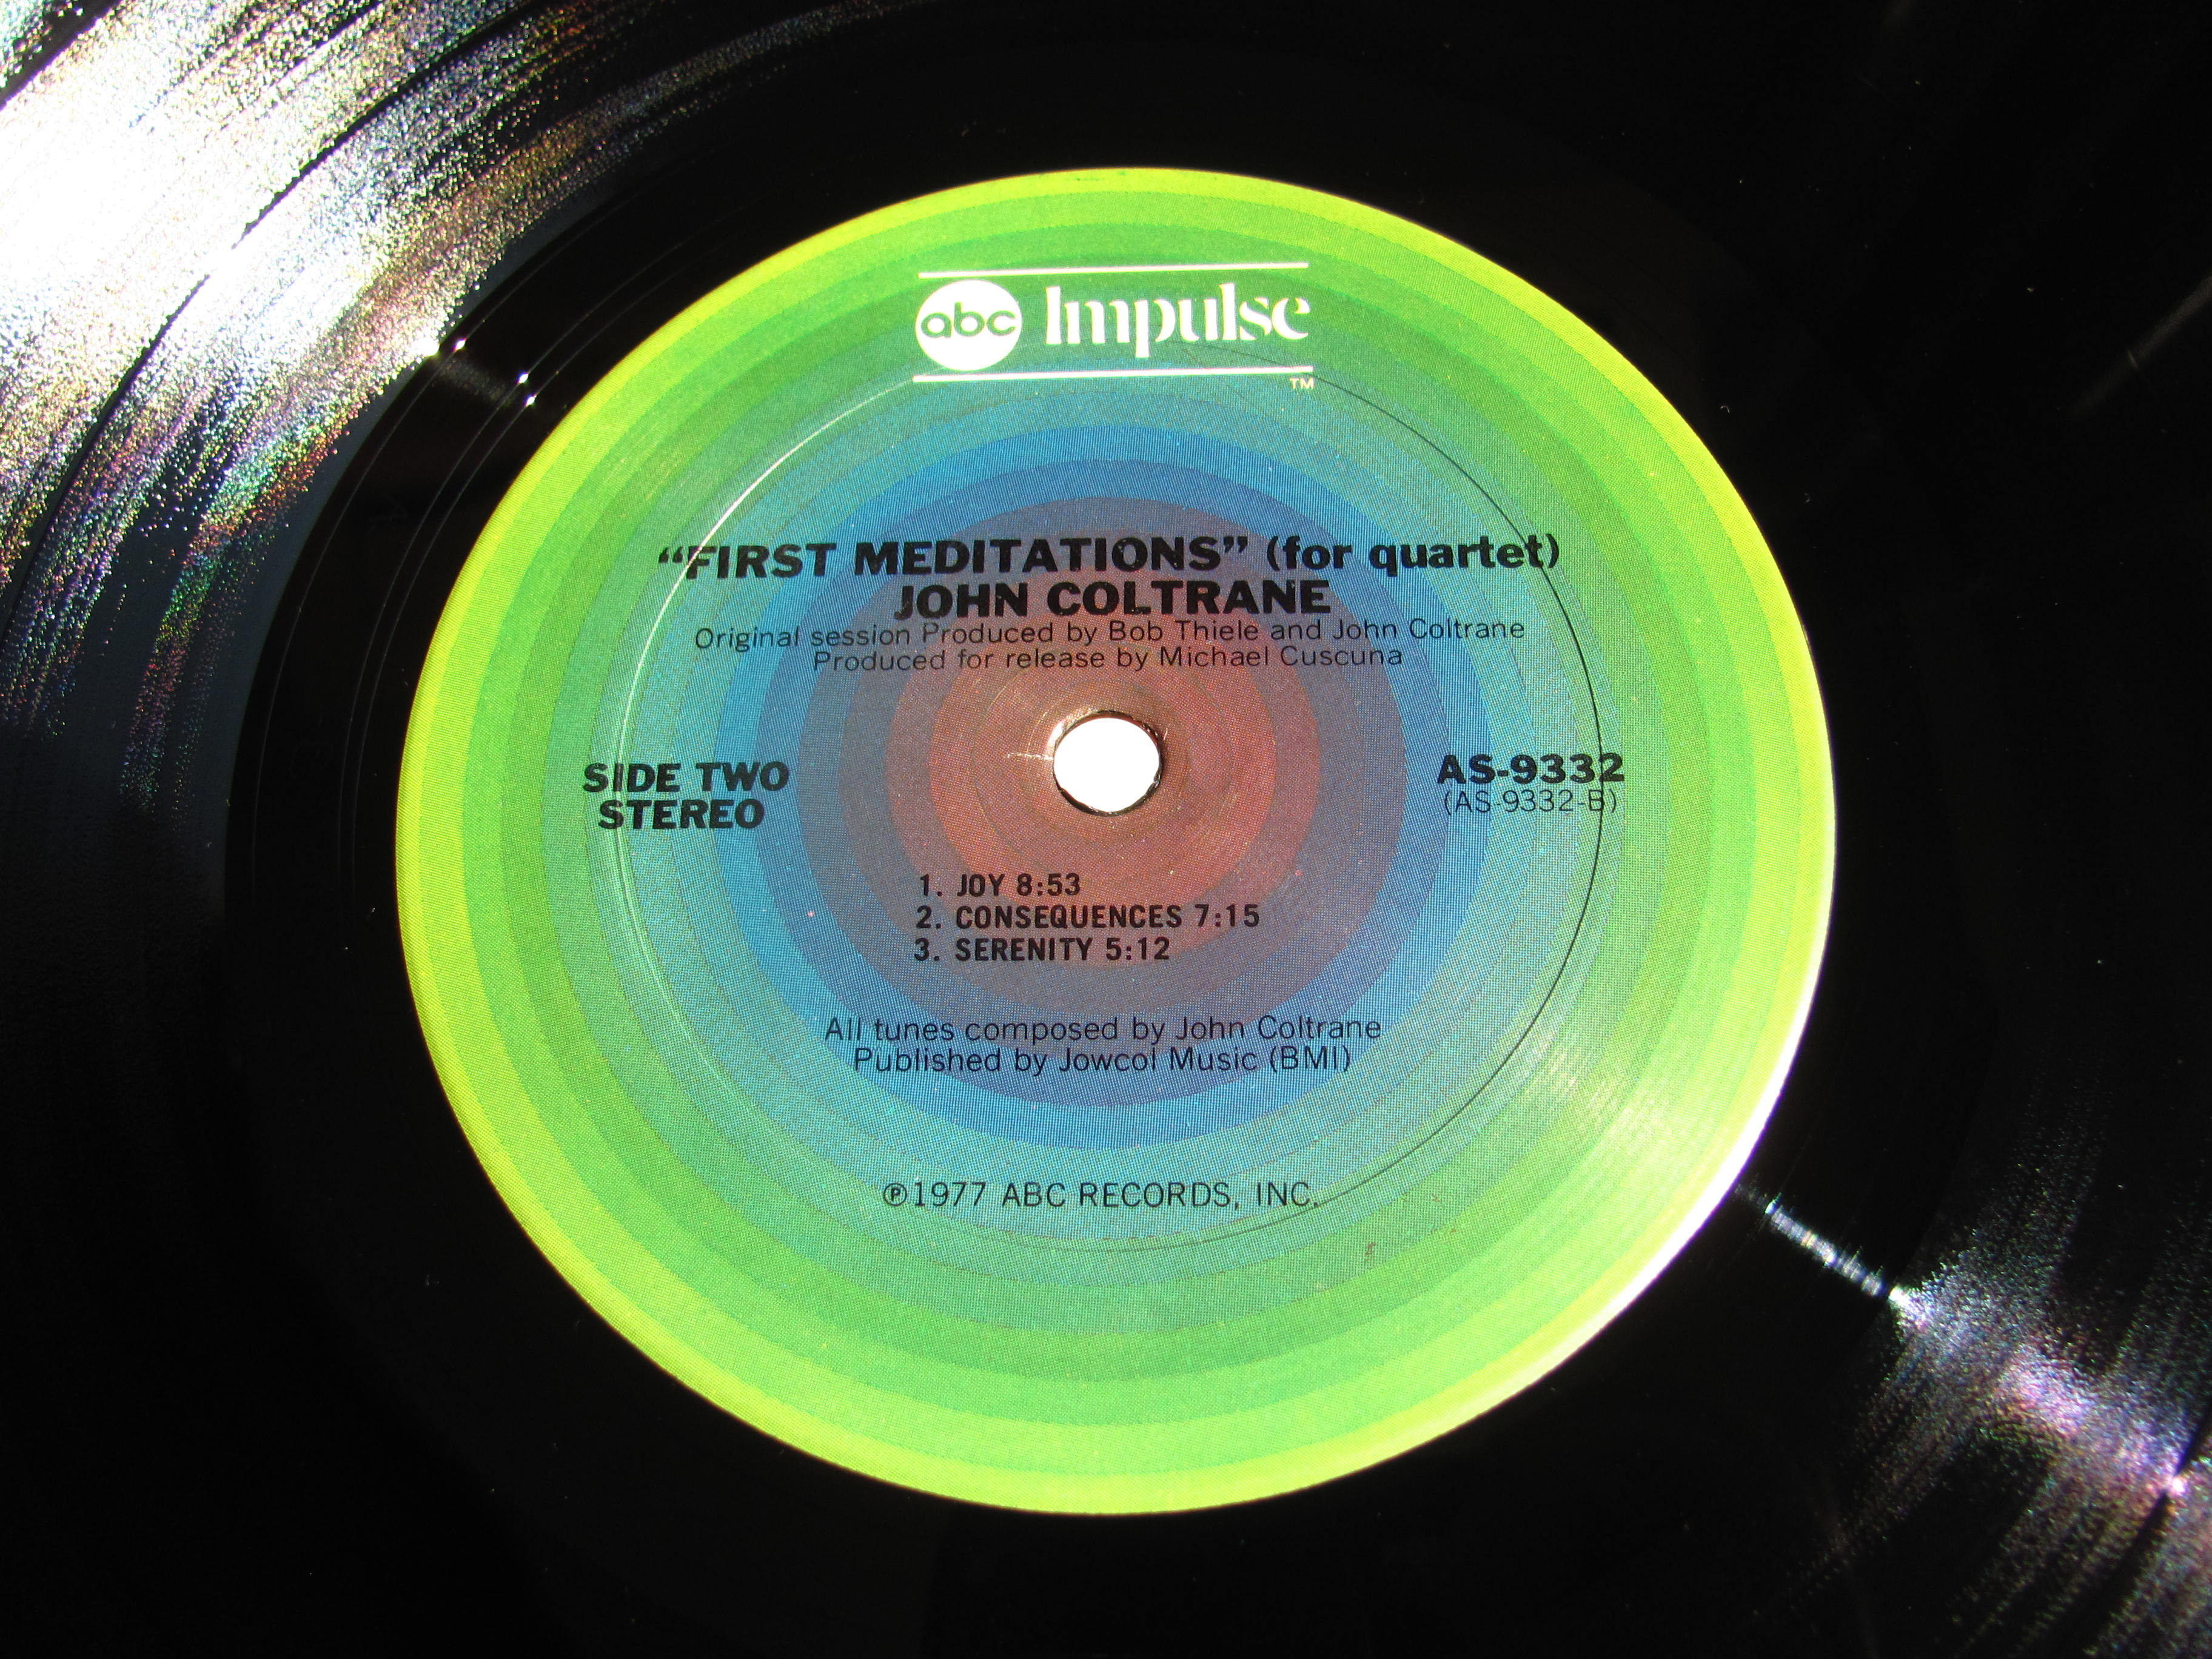 abc Impulse
TM
“FIRST MEDITATIONS” (for quartet)
JOHN COLTRANE
Original session Produced by Bob Thiele and John Coltrane
Produced for release by Michael Cuscuna
SIDE TWO
STEREO
AS-9332
(AS-9332-B)
1. JOY 8:53
2. CONSEQUENCES 7:15
3. SERENITY 5:12
All tunes composed by John Coltrane
Published by Jowcol Music (BMI)
℗1977 ABC RECORDS, INC.